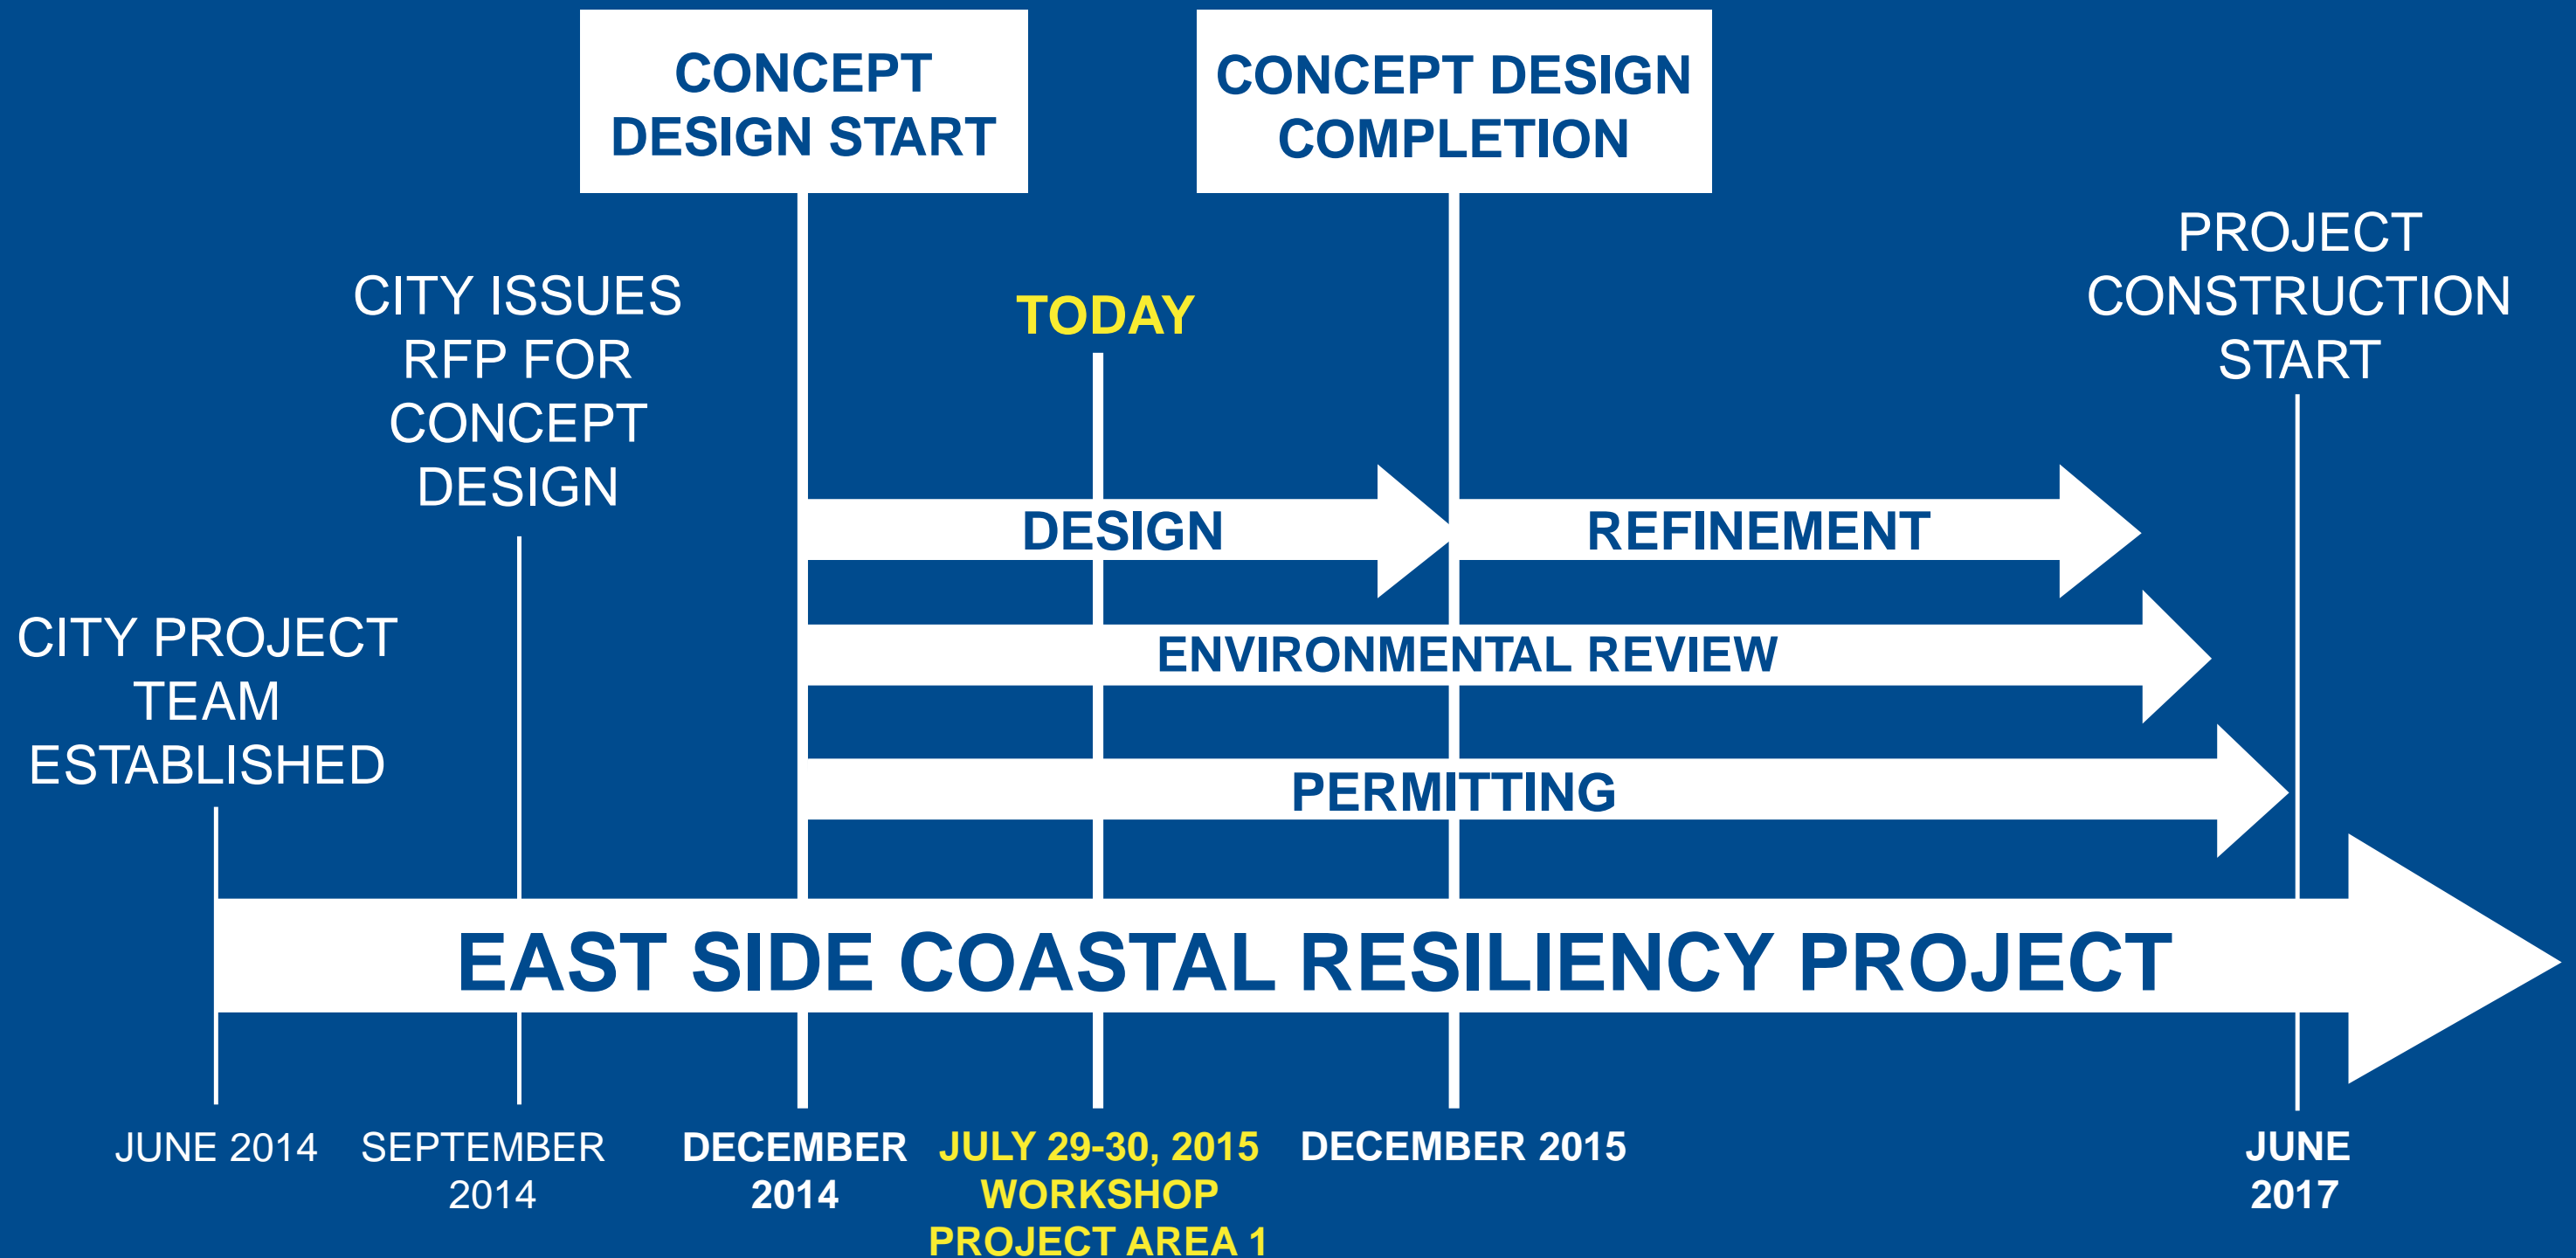 CONCEPT
DESIGN START
CONCEPT DESIGN
COMPLETION
PROJECT
CONSTRUCTION
START
CITY ISSUES
RFP FOR
CONCEPT
DESIGN
TODAY
DESIGN
REFINEMENT
CITY PROJECT
TEAM
ESTABLISHED
ENVIRONMENTAL REVIEW
PERMITTING
EAST SIDE COASTAL RESILIENCY PROJECT
JUNE 2014
SEPTEMBER
2014
DECEMBER
2014
JULY 29-30, 2015
WORKSHOP
PROJECT AREA 1
DECEMBER 2015
JUNE
2017